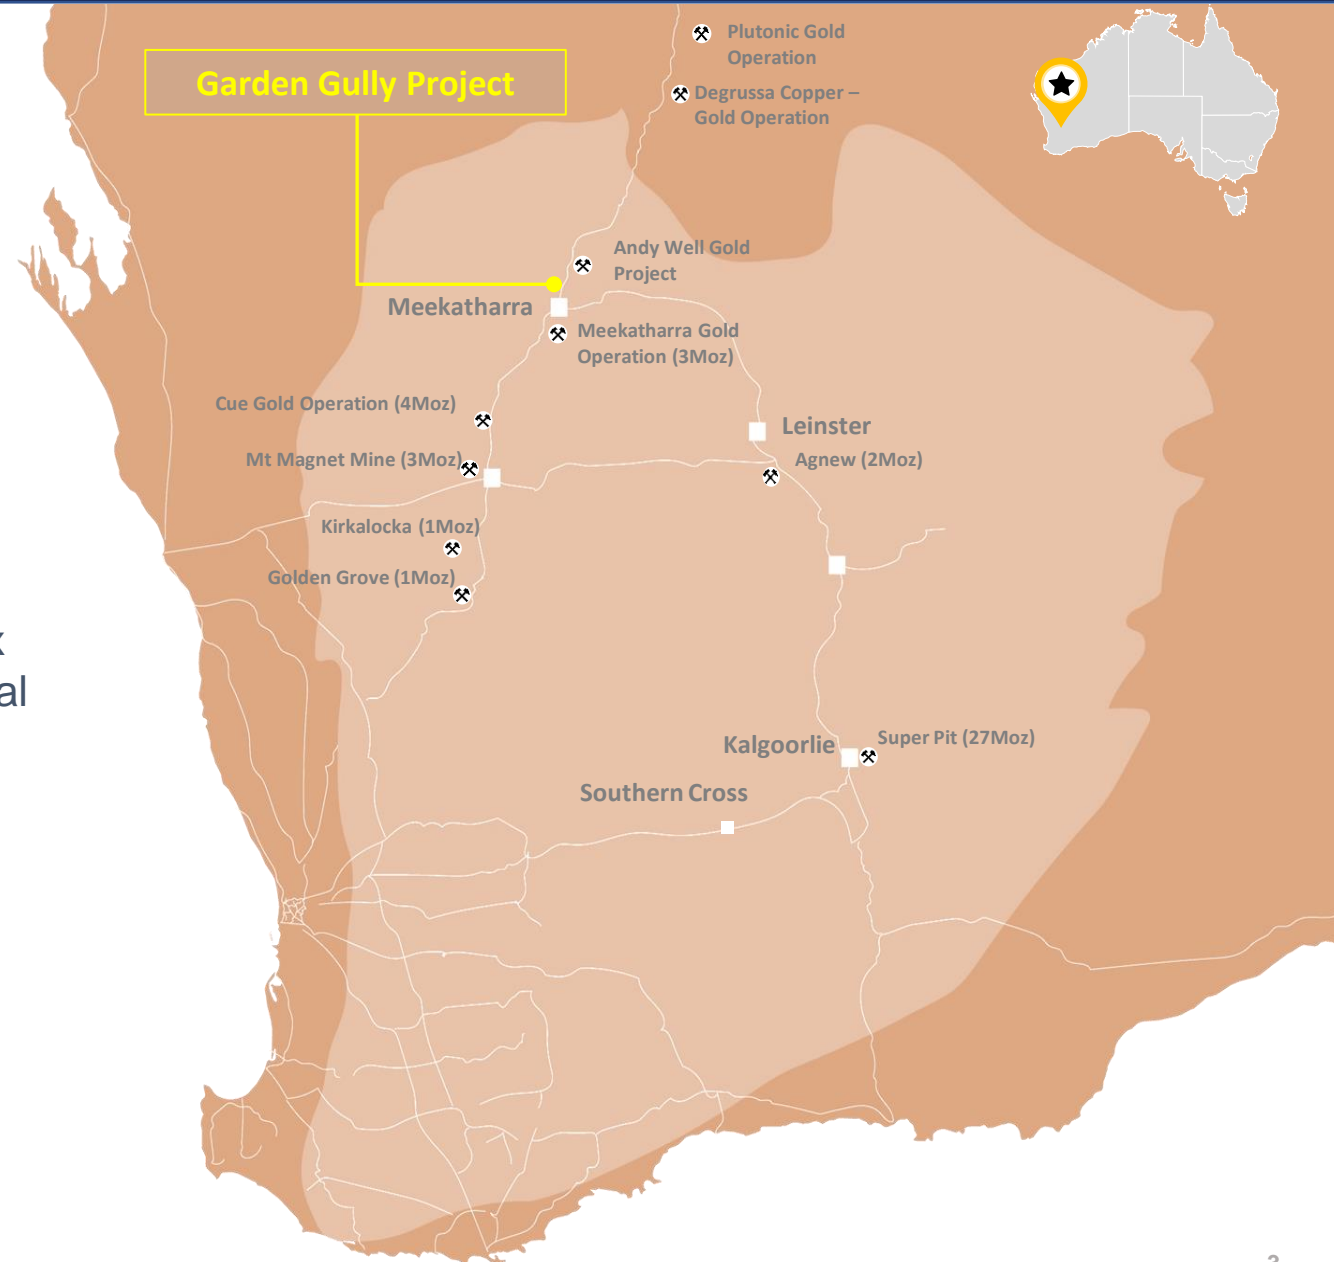 Plutonic Gold
Operation
Garden Gully Project
Degrussa Copper –
Gold Operation
Andy Well Gold
Project
Meekatharra
Meekatharra Gold
Operation (3Moz)
Cue Gold Operation (4Moz)
Leinster
Mt Magnet Mine (3Moz)
Agnew (2Moz)
Kirkalocka (1Moz)
Golden Grove (1Moz)
al
Kalgoorlie
Super Pit (27Moz)
Southern Cross